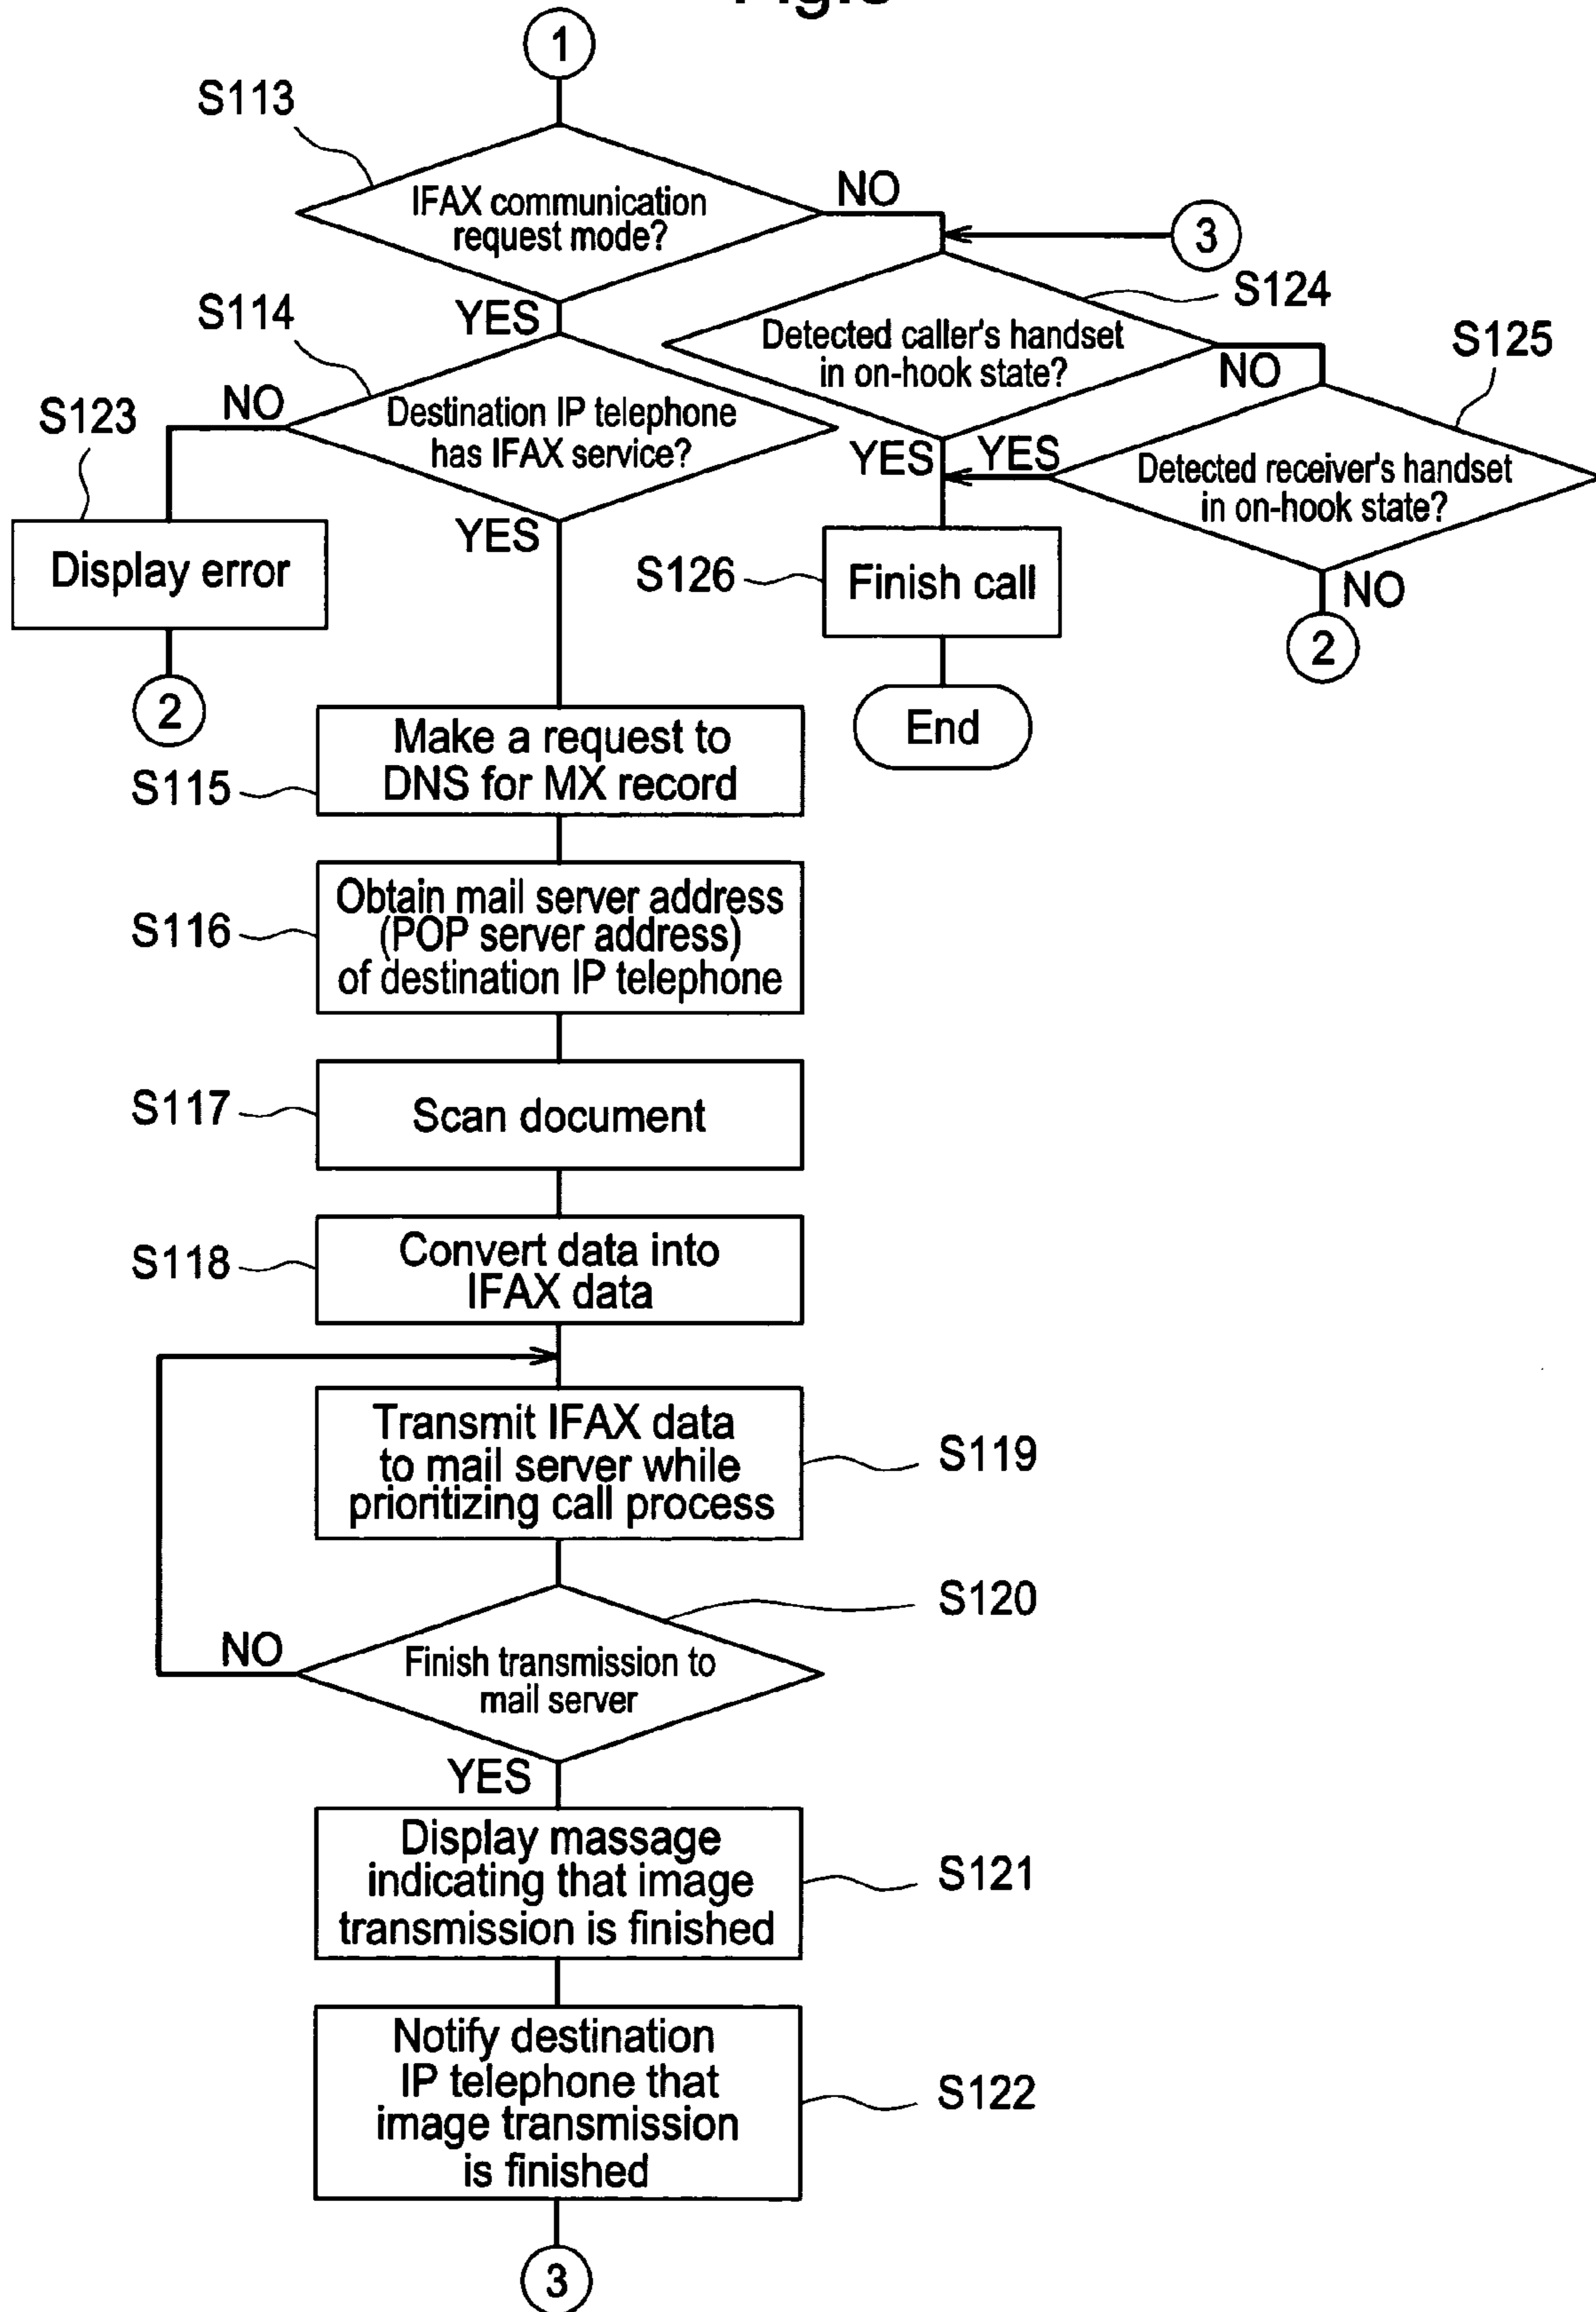 1
S113
IFAX communication
request mode?
NO
3
YES
S114
S124
Detected caller's handset
in on-hook state?
NO
S125
S123
NO
Destination IP telephone
has IFAX service?
YES
YES
YES
Detected receiver's handset
in on-hook state?
NO
2
Display error
2
S126
Finish call
End
Make a request to
DNS for MX record
S115
Obtain mail server address
(POP server address)
of destination IP telephone
S116
S117
Scan document
S118
Convert data into
IFAX data
Transmit IFAX data
to mail server while
prioritizing call process
S119
S120
NO
Finish transmission to
mail server
YES
Display massage
indicating that image
transmission is finished
S121
Notify destination
IP telephone that
image transmission
is finished
S122
3